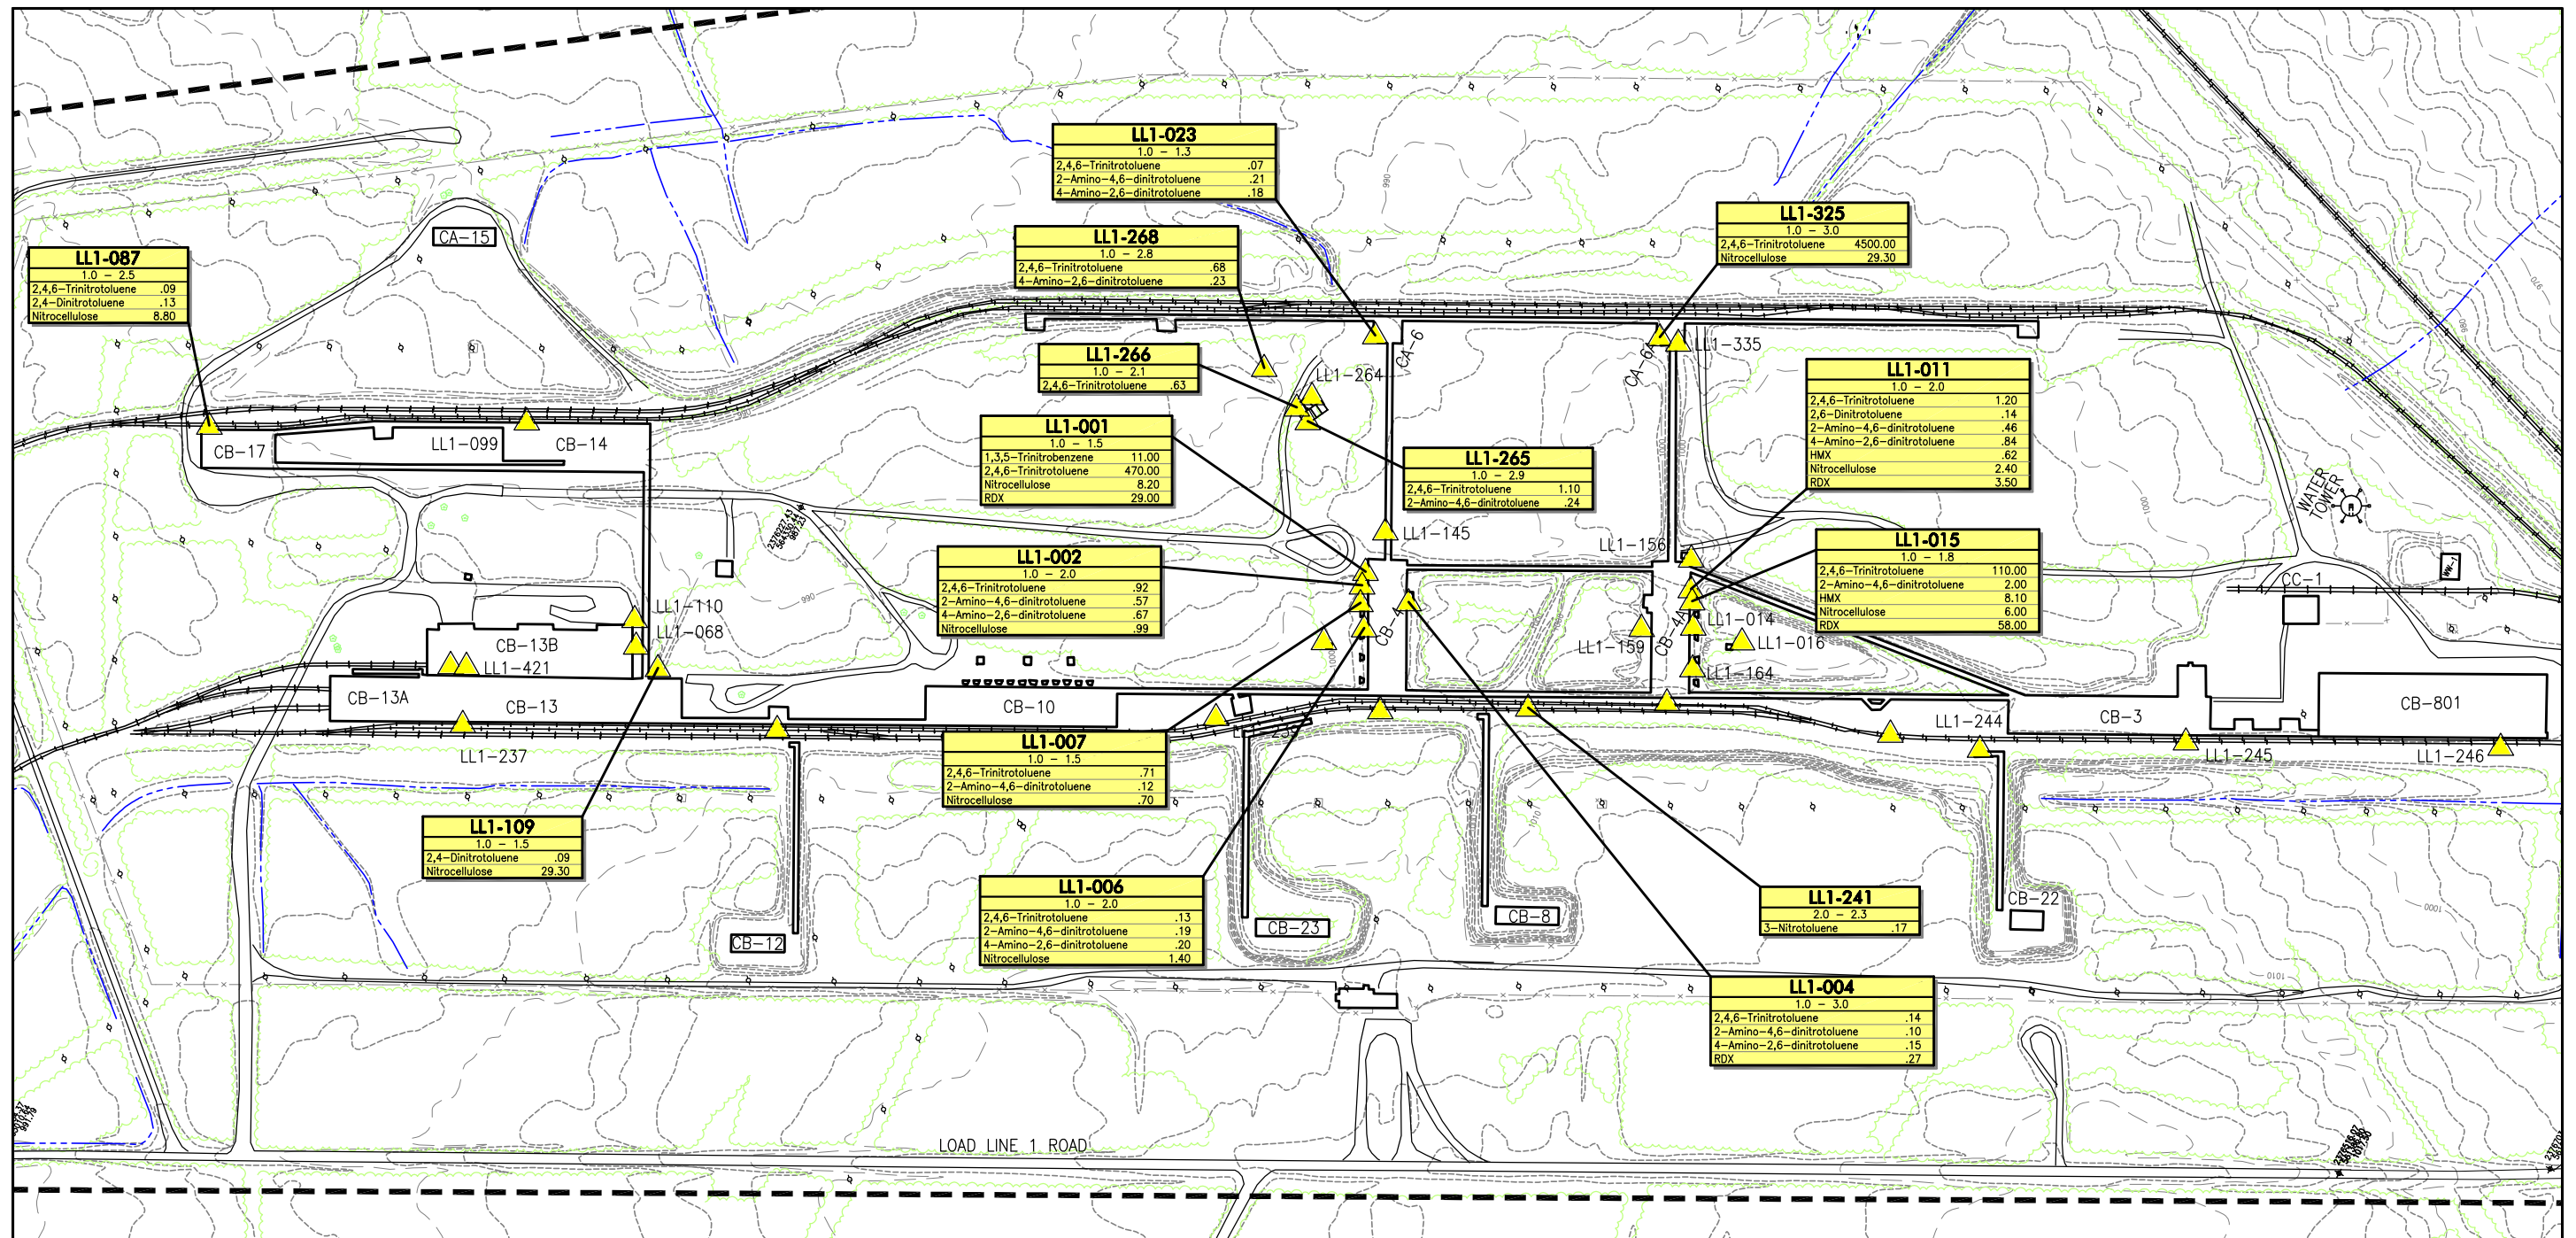 LL1-023
1.0 - 1.3
2,4,6-Trinitrotoluene .07
2-Amino-4,6-dinitrotoluene .21
4-Amino-2,6-dinitrotoluene .18
LL1-325
1.0 - 3.0
2,4,6-Trinitrotoluene 4500.00
Nitrocellulose 29.30
CA-15
LL1-268
1.0 - 2.8
2,4,6-Trinitrotoluene .68
4-Amino-2,6-dinitrotoluene .23
LL1-087
1.0 - 2.5
2,4,6-Trinitrotoluene .09
2,4-Dinitrotoluene .13
Nitrocellulose 8.80
990
970
980
CA-6
CA-6A
LL1-335
LL1-266
1.0 - 2.1
2,4,6-Trinitrotoluene .63
LL1-264
LL1-011
1.0 - 2.0
2,4,6-Trinitrotoluene 1.20
2,6-Dinitrotoluene .14
2-Amino-4,6-dinitrotoluene .46
4-Amino-2,6-dinitrotoluene .84
HMX .62
Nitrocellulose 2.40
RDX 3.50
LL1-001
1.0 - 1.5
1,3,5-Trinitrobenzene 11.00
2,4,6-Trinitrotoluene 470.00
Nitrocellulose 8.20
RDX 29.00
CB-17
LL1-099
CB-14
LL1-265
1.0 - 2.9
2,4,6-Trinitrotoluene 1.10
2-Amino-4,6-dinitrotoluene .24
WATER
TOWER
1000
2376227.43
987.23
LL1-145
LL1-156
LL1-015
1.0 - 1.8
2,4,6-Trinitrotoluene 110.00
2-Amino-4,6-dinitrotoluene 2.00
HMX 8.10
Nitrocellulose 6.00
RDX 58.00
LL1-002
1.0 - 2.0
2,4,6-Trinitrotoluene .92
2-Amino-4,6-dinitrotoluene .57
4-Amino-2,6-dinitrotoluene .67
Nitrocellulose .99
WW-1
CC-1
990
LL1-110
LL1-068
CB-13B
LL1-421
CB-4
CB-4A
LL1-014
LL1-016
LL1-159
LL1-164
CB-13A
CB-13
CB-10
CB-3
CB-801
LL1-244
LL1-245
LL1-246
LL1-237
LL1-007
1.0 - 1.5
2,4,6-Trinitrotoluene .71
2-Amino-4,6-dinitrotoluene .12
Nitrocellulose .70
1010
LL1-109
1.0 - 1.5
2,4-Dinitrotoluene .09
Nitrocellulose 29.30
LL1-006
1.0 - 2.0
2,4,6-Trinitrotoluene .13
2-Amino-4,6-dinitrotoluene .19
4-Amino-2,6-dinitrotoluene .20
Nitrocellulose 1.40
LL1-241
2.0 - 2.3
3-Nitrotoluene .17
CB-12
CB-23
CB-8
CB-22
1000
1010
LL1-004
1.0 - 3.0
2,4,6-Trinitrotoluene .14
2-Amino-4,6-dinitrotoluene .10
4-Amino-2,6-dinitrotoluene .15
RDX .27
LOAD LINE 1 ROAD